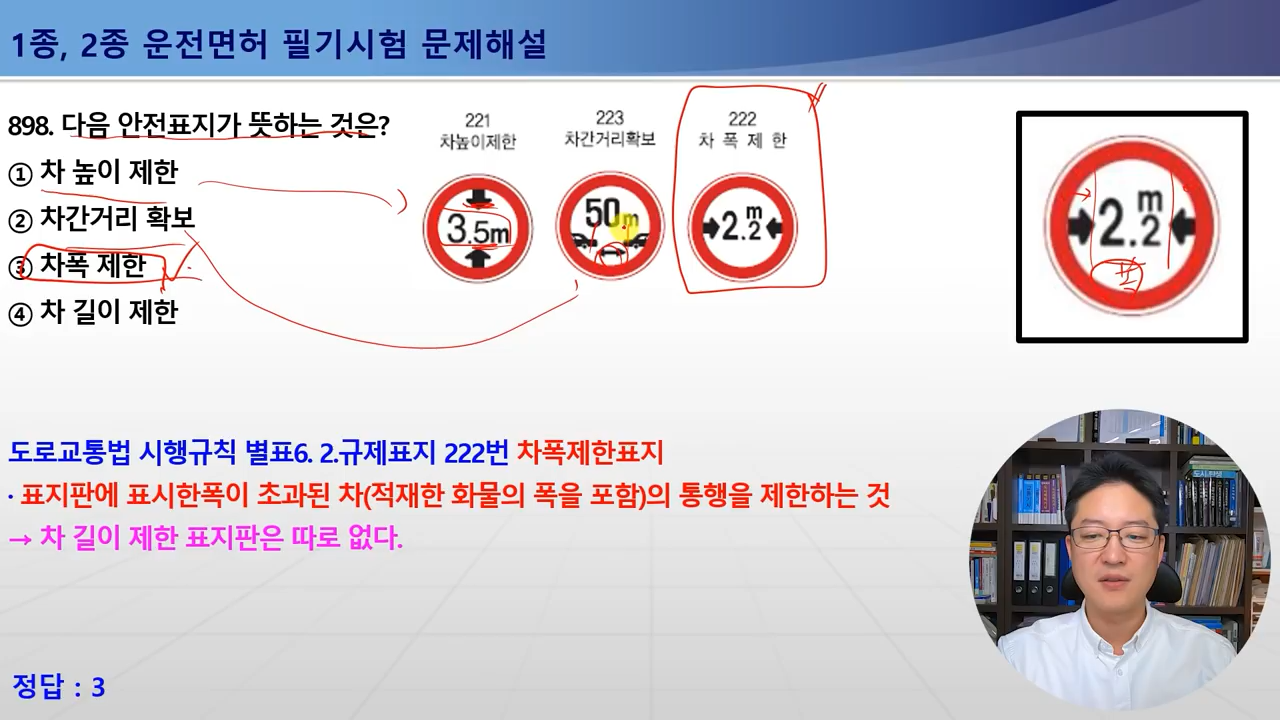 1종, 2종 운전면허 필기시험 문제해설
898. 다음 안전표지가 뜻하는 것은?
① 차 높이 제한
② 차간거리 확보
③ 차폭 제한
④ 차 길이 제한
221
차높이제한
3.5m
223
차간거리확보
50m
222
차 폭 제 한
2.2m
2.2m
폭
도로교통법 시행규칙 별표6. 2.규제표지 222번 차폭제한표지
· 표지판에 표시한폭이 초과된 차(적재한 화물의 폭을 포함)의 통행을 제한하는 것
→ 차 길이 제한 표지판은 따로 없다.
정답 : 3